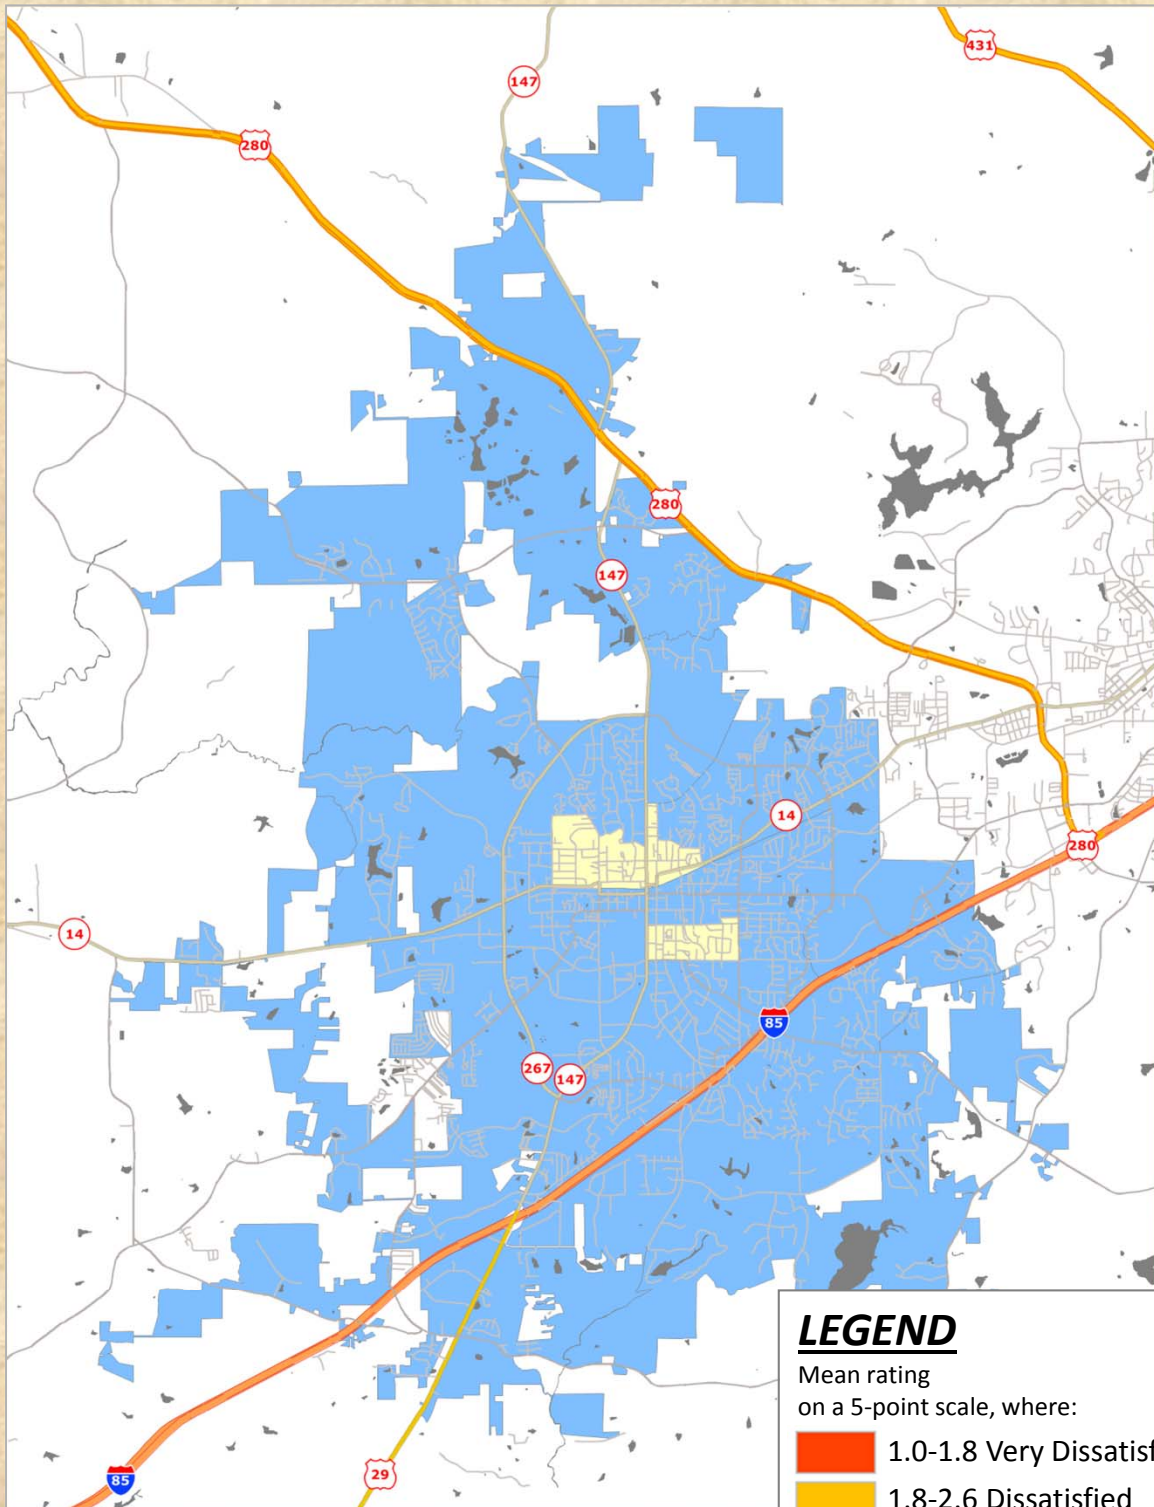 147
431
280
280
147
14
14
280
85
267
147
85
29
LEGEND
Mean rating
on a 5-point scale, where:
1.0-1.8 Very Dissatisf
1.8-2.6 Dissatisfied